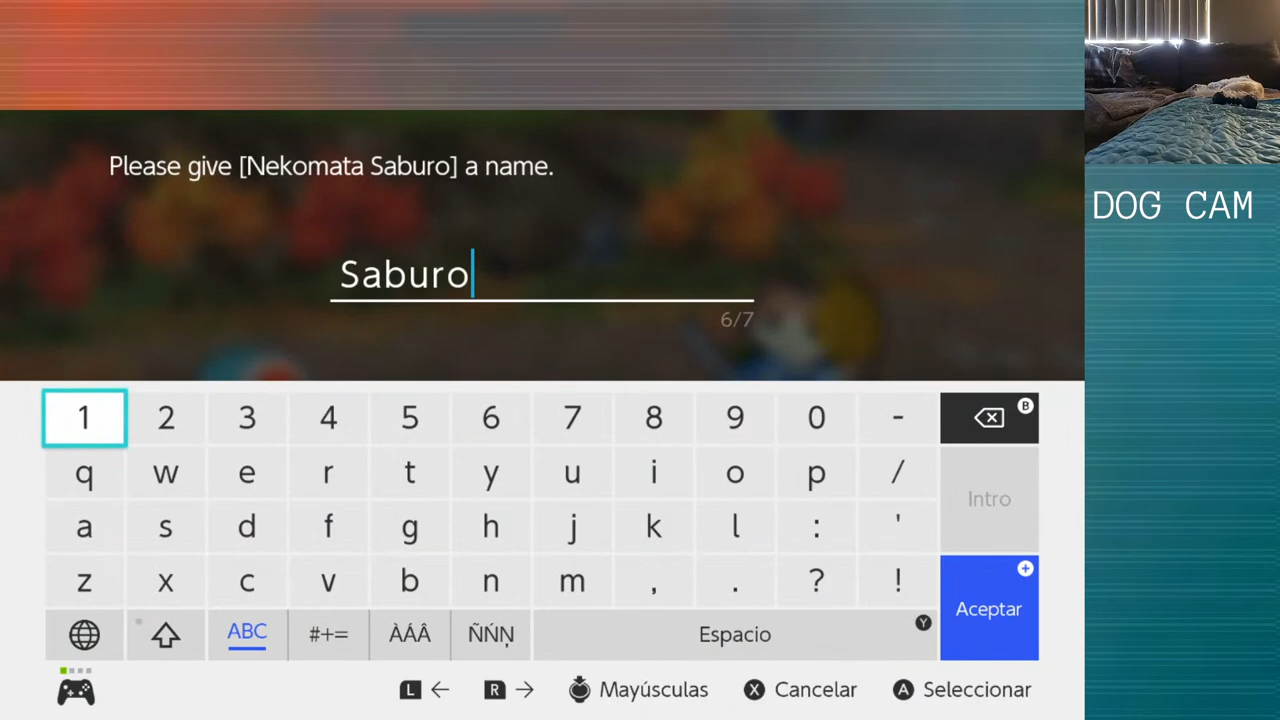 Please give [Nekomata Saburo] a name.
DOG CAM
Saburo
6/7
1 2 3 4 5 6 7 8 9 0 -
B
q w e r t y u i o p /
Intro
a s d f g h j k l : '
z x c v b n m , . ? !
+
Aceptar
ABC #+= ÀÁÂ ÑŃŅ Espacio Y
L ← R → Mayúsculas X Cancelar A Seleccionar